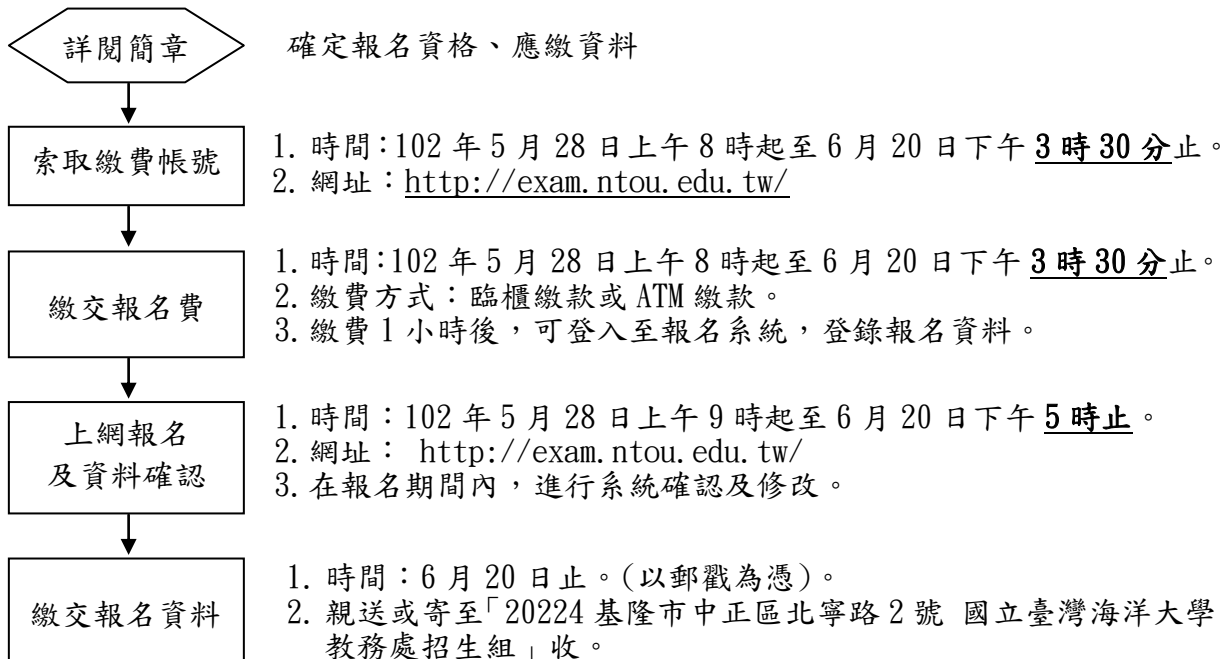 詳閱簡章
確定報名資格、應繳資料
索取繳費帳號
1. 時間：102 年 5 月 28 日上午 8 時起至 6 月 20 日下午 3 時 30 分止。
2. 網址：http://exam.ntou.edu.tw/
繳交報名費
1. 時間：102 年 5 月 28 日上午 8 時起至 6 月 20 日下午 3 時 30 分止。
2. 繳費方式：臨櫃繳款或 ATM 繳款。
3. 繳費 1 小時後，可登入至報名系統，登錄報名資料。
上網報名
及資料確認
1. 時間：102 年 5 月 28 日上午 9 時起至 6 月 20 日下午 5 時止。
2. 網址： http://exam.ntou.edu.tw/
3. 在報名期間內，進行系統確認及修改。
繳交報名資料
1. 時間：6 月 20 日止。(以郵戳為憑)。
2. 親送或寄至「20224 基隆市中正區北寧路 2 號 國立臺灣海洋大學
教務處招生組」收。